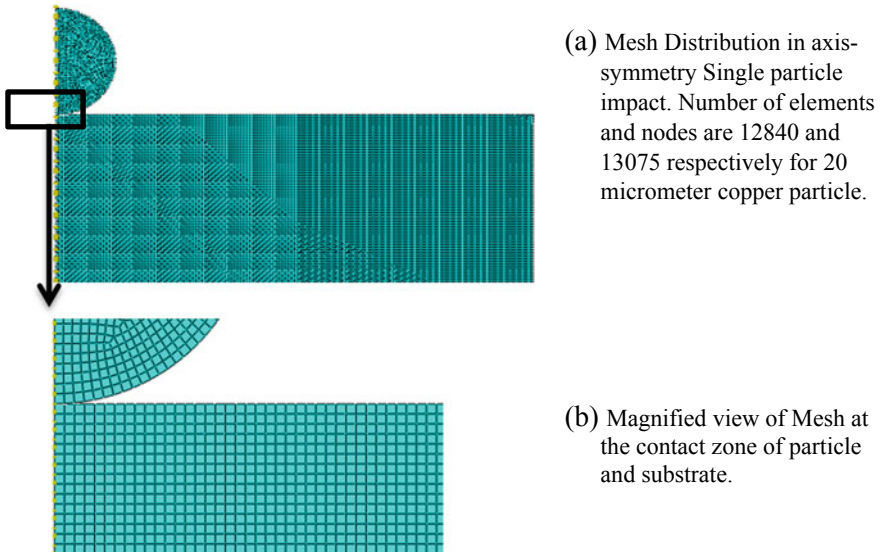 (a) Mesh Distribution in axis-
symmetry Single particle
impact. Number of elements
and nodes are 12840 and
13075 respectively for 20
micrometer copper particle.
(b) Magnified view of Mesh at
the contact zone of particle
and substrate.